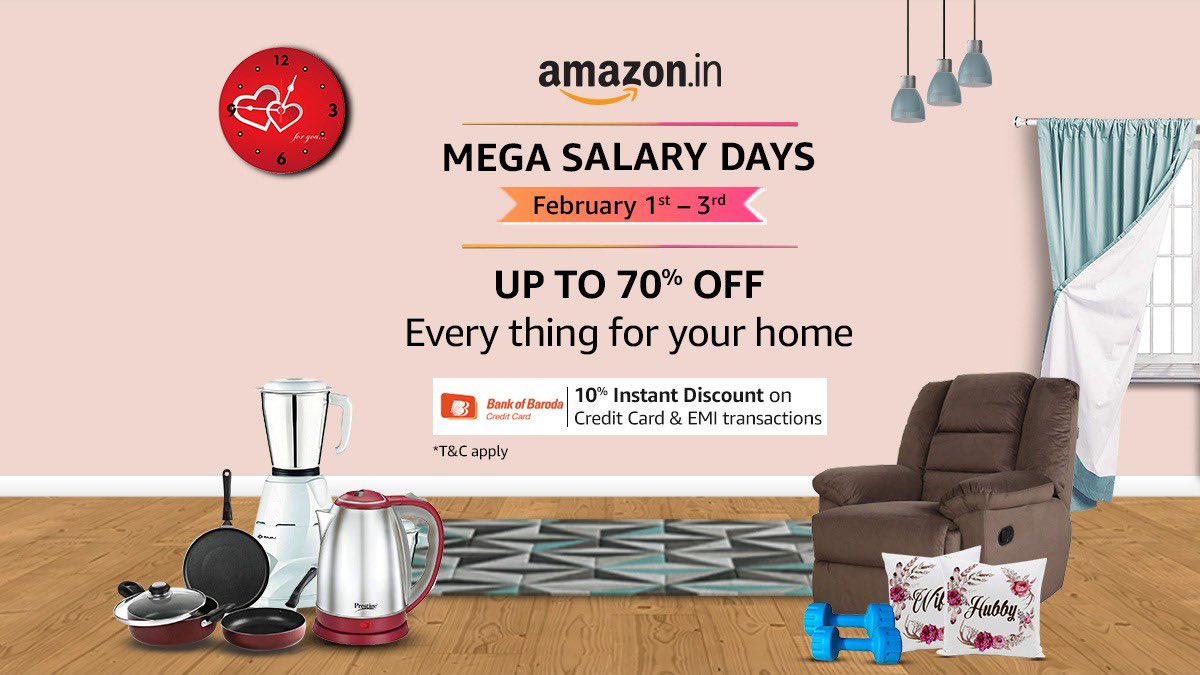 amazon.in
MEGA SALARY DAYS
February 1st – 3rd
UP TO 70% OFF
Every thing for your home
Bank of Baroda
Credit Card
10% Instant Discount on
Credit Card & EMI transactions
*T&C apply
12
9
3
for you...
6
BAJAJ
Prestige
Wif
Hubby